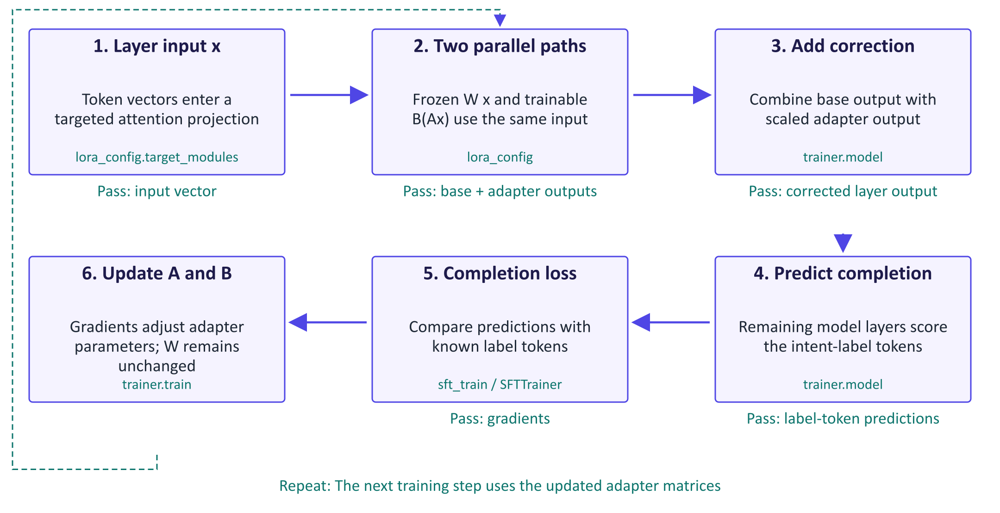 1. Layer input x
Token vectors enter a
targeted attention projection
lora_config.target_modules
Pass: input vector
2. Two parallel paths
Frozen W x and trainable
B(Ax) use the same input
lora_config
Pass: base + adapter outputs
3. Add correction
Combine base output with
scaled adapter output
trainer.model
Pass: corrected layer output
4. Predict completion
Remaining model layers score
the intent-label tokens
trainer.model
Pass: label-token predictions
5. Completion loss
Compare predictions with
known label tokens
sft_train / SFTTrainer
Pass: gradients
6. Update A and B
Gradients adjust adapter
parameters; W remains
unchanged
trainer.train
Repeat: The next training step uses the updated adapter matrices